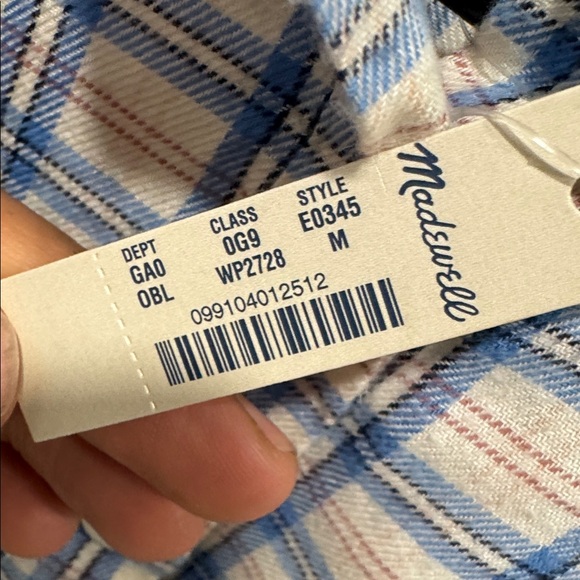 DEPT CLASS STYLE
GA0 0G9 E0345
OBL WP2728 M
099104012512
Madewell